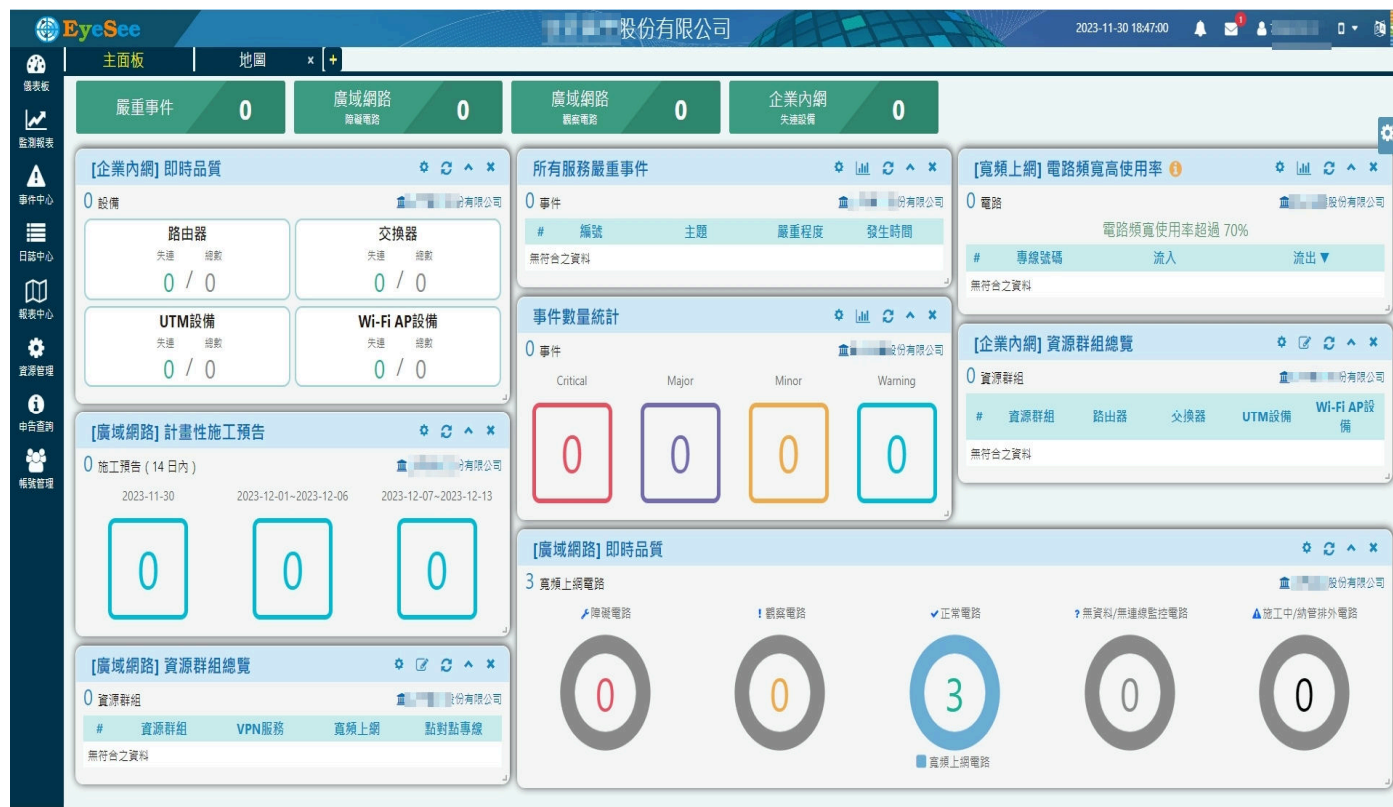 EyeSee
股份有限公司
2023-11-30 18:47:00
1
主面板
地圖
x
+
儀表板
監測報表
事件中心
日誌中心
報表中心
資源管理
申告查詢
帳號管理
嚴重事件
0
廣域網路
障礙電路
0
廣域網路
觀察電路
0
企業內網
失連設備
0
[企業內網] 即時品質
0 設備
份有限公司
路由器
失連 總數
0 / 0
交換器
失連 總數
0 / 0
UTM設備
失連 總數
0 / 0
Wi-Fi AP設備
失連 總數
0 / 0
[廣域網路] 計畫性施工預告
0 施工預告 ( 14 日內 )
份有限公司
2023-11-30 2023-12-01~2023-12-06 2023-12-07~2023-12-13
0 0 0
[廣域網路] 資源群組總覽
0 資源群組
份有限公司
# 資源群組 VPN服務 寬頻上網 點對點專線
無符合之資料
所有服務嚴重事件
0 事件
份有限公司
# 編號 主題 嚴重程度 發生時間
無符合之資料
事件數量統計
0 事件
股份有限公司
Critical Major Minor Warning
0 0 0 0
[寬頻上網] 電路頻寬高使用率
0 電路
股份有限公司
電路頻寬使用率超過 70%
# 專線號碼 流入 流出▼
無符合之資料
[企業內網] 資源群組總覽
0 資源群組
份有限公司
# 資源群組 路由器 交換器 UTM設備 Wi-Fi AP設
備
無符合之資料
[廣域網路] 即時品質
3 寬頻上網電路
股份有限公司
障礙電路 ! 觀察電路 正常電路 ? 無資料/無連線監控電路 施工中/納管排外電路
0 0 3 0 0
寬頻上網電路